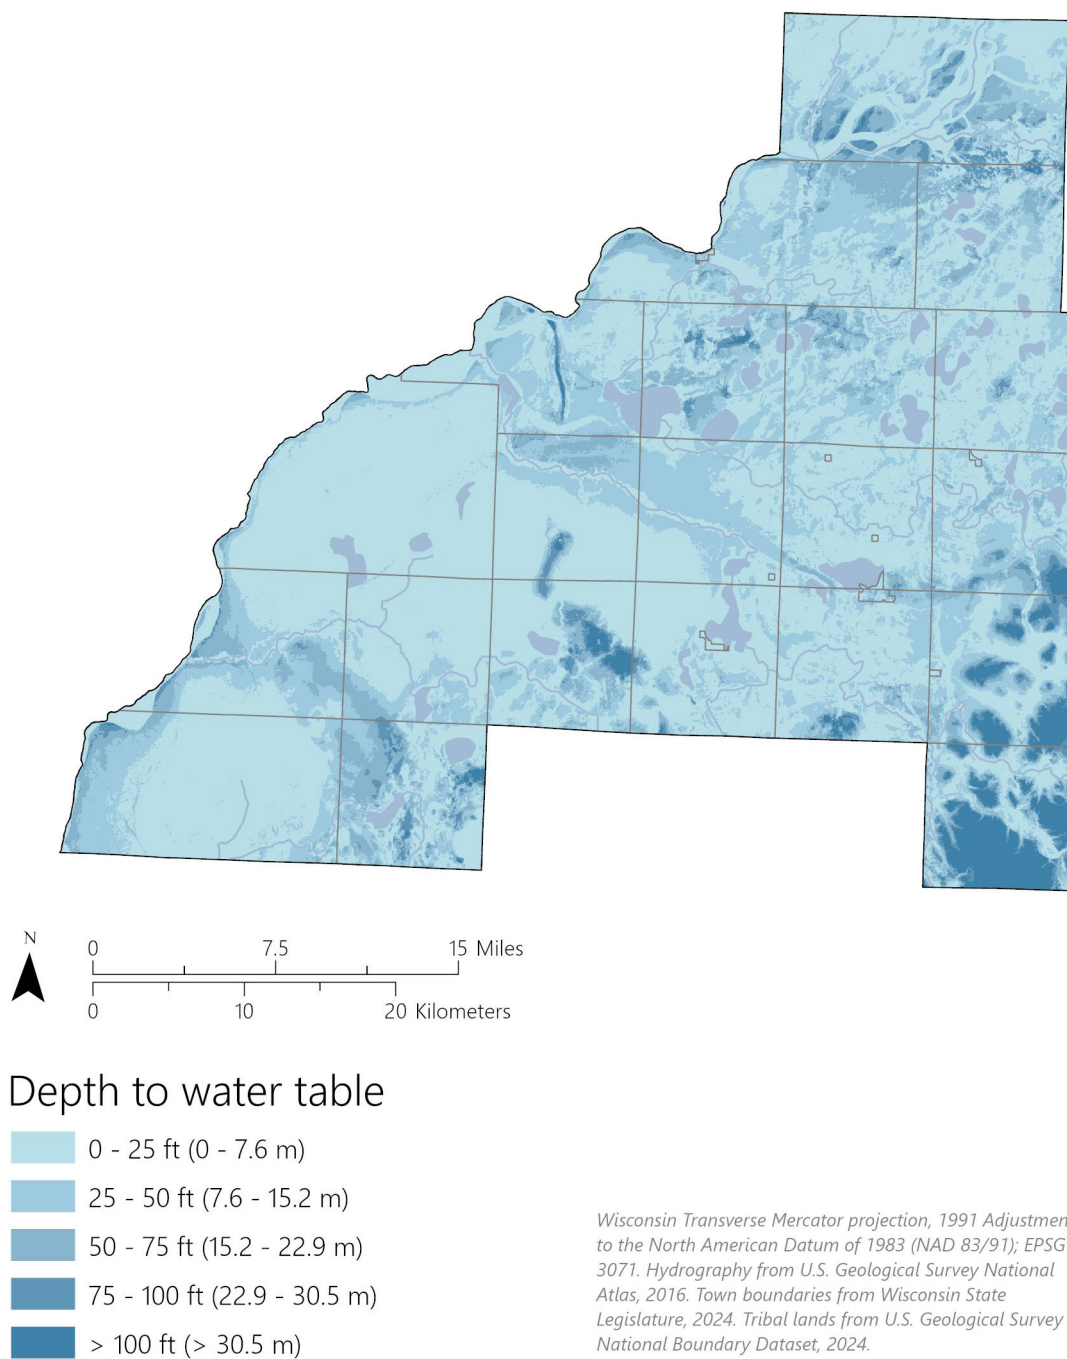 N
0 7.5 15 Miles
0 10 20 Kilometers
Depth to water table
0 - 25 ft (0 - 7.6 m)
25 - 50 ft (7.6 - 15.2 m)
50 - 75 ft (15.2 - 22.9 m)
75 - 100 ft (22.9 - 30.5 m)
> 100 ft (> 30.5 m)
Wisconsin Transverse Mercator projection, 1991 Adjustmen
to the North American Datum of 1983 (NAD 83/91); EPSG
3071. Hydrography from U.S. Geological Survey National
Atlas, 2016. Town boundaries from Wisconsin State
Legislature, 2024. Tribal lands from U.S. Geological Survey
National Boundary Dataset, 2024.